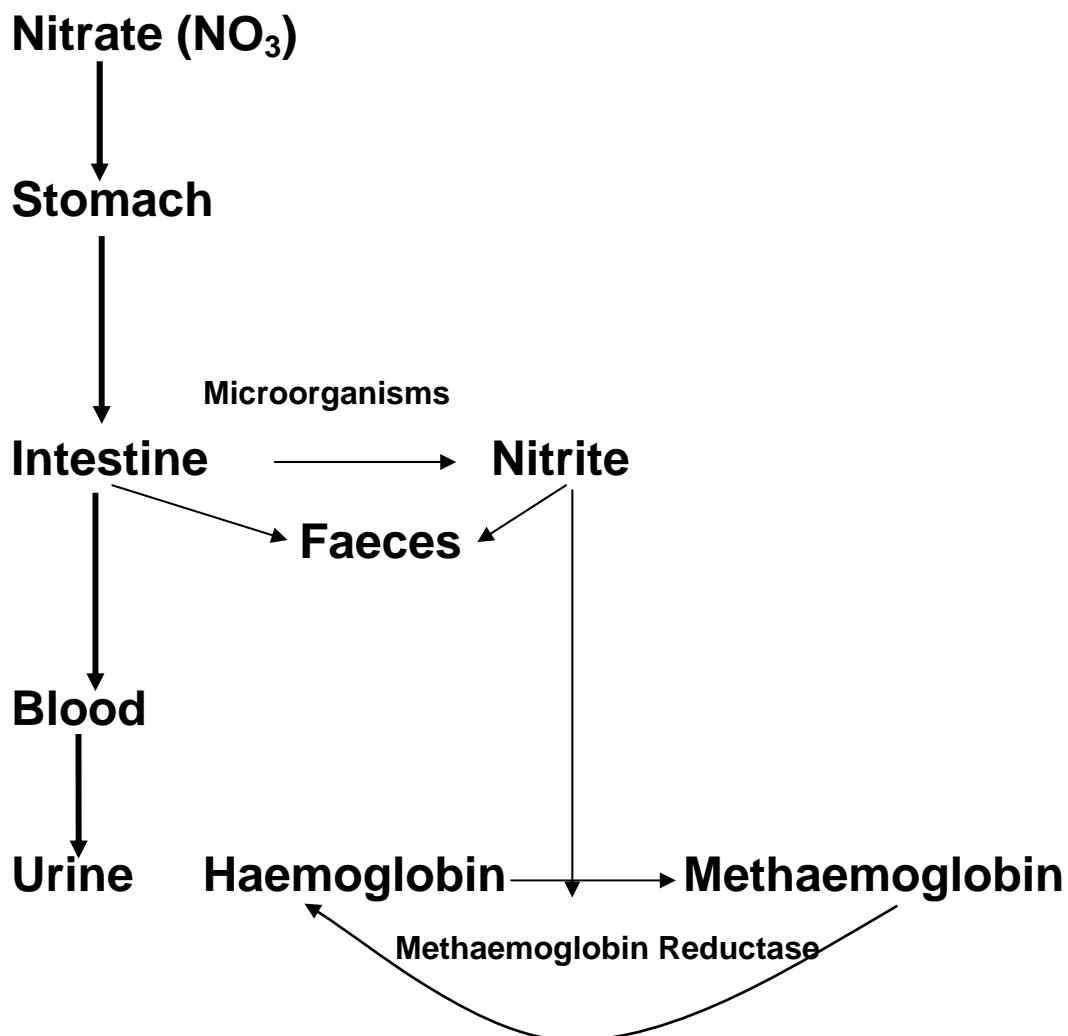 Nitrate (NO₃)
Stomach
Microorganisms
Intestine Nitrite
Faeces
Blood
Urine Haemoglobin Methaemoglobin
Methaemoglobin Reductase